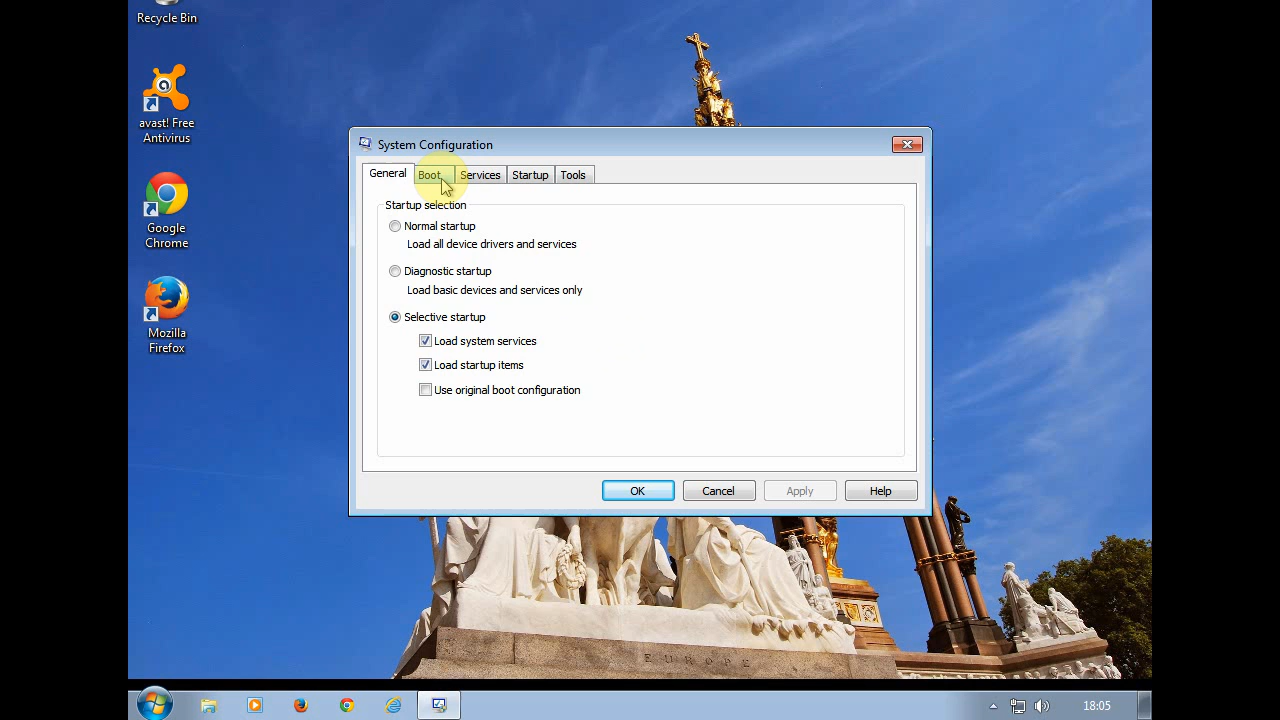 Recycle Bin
avast! Free
Antivirus
Google
Chrome
Mozilla
Firefox
System Configuration
General
Boot
Services
Startup
Tools
Startup selection
Normal startup
Load all device drivers and services
Diagnostic startup
Load basic devices and services only
Selective startup
Load system services
Load startup items
Use original boot configuration
OK
Cancel
Apply
Help
EUROPE
18:05